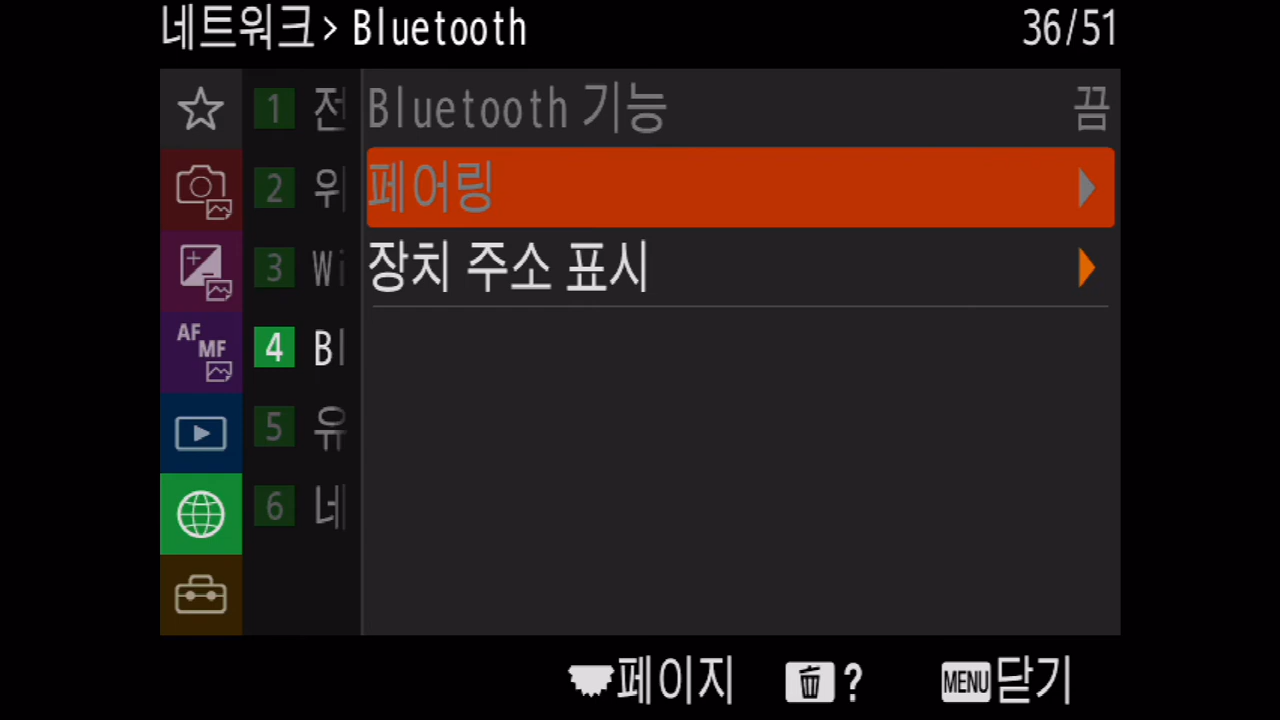 네트워크> Bluetooth 36/51
1 전
2 위
3 Wi
4 Bl
5 유
6 네
AF MF
Bluetooth 기능 끔
페어링
장치 주소 표시
페이지 ? MENU 닫기